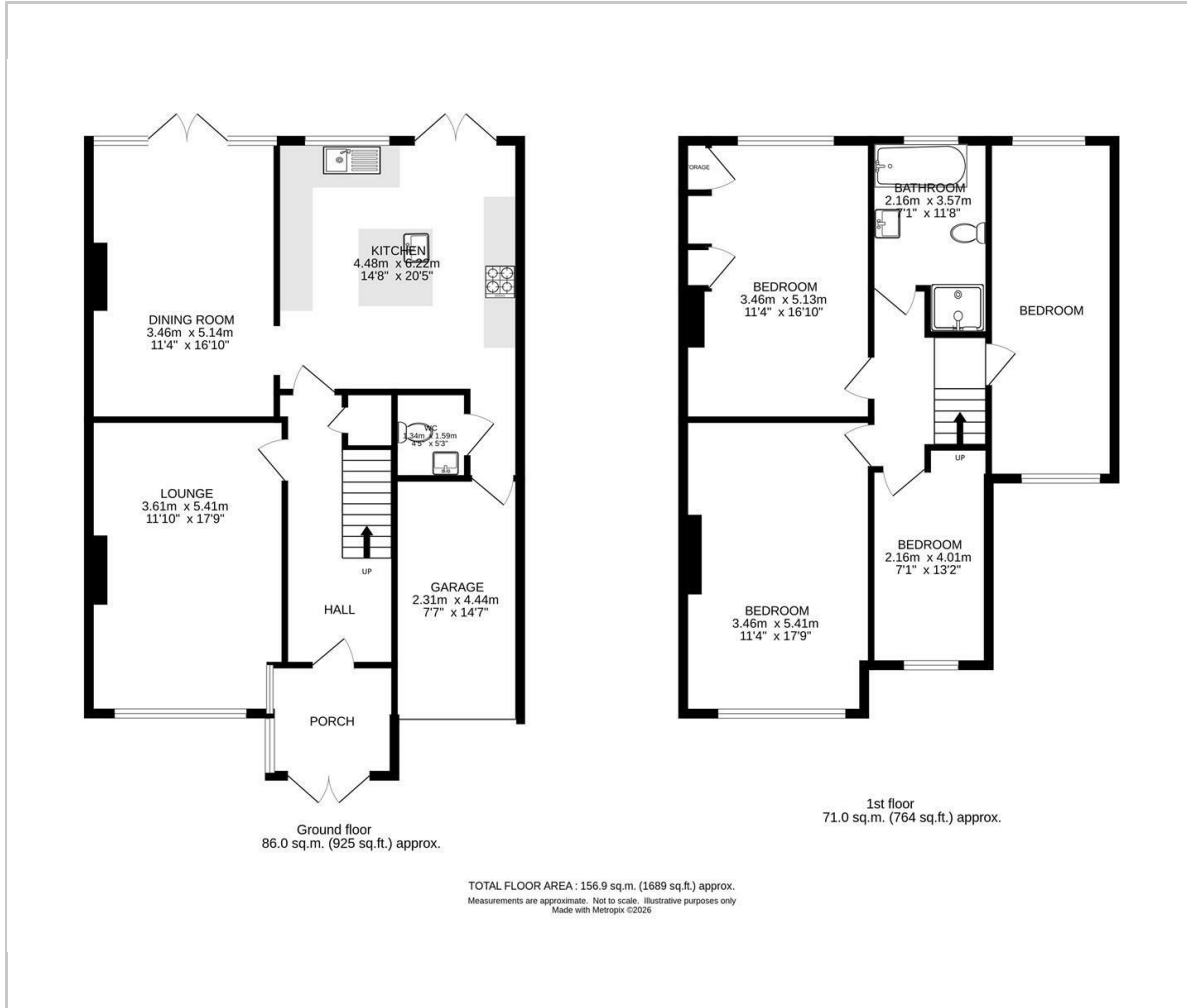 DINING ROOM
3.46m x 5.14m
11'4" x 16'10"
KITCHEN
4.48m x 6.22m
14'8" x 20'5"
WC
1.34m x 1.59m
4'5" x 5'3"
LOUNGE
3.61m x 5.41m
11'10" x 17'9"
UP
HALL
GARAGE
2.31m x 4.44m
7'7" x 14'7"
PORCH
Ground floor
86.0 sq.m. (925 sq.ft.) approx.
TORAGE
BATHROOM
2.16m x 3.57m
7'1" x 11'8"
BEDROOM
3.46m x 5.13m
11'4" x 16'10"
BEDROOM
UP
BEDROOM
2.16m x 4.01m
7'1" x 13'2"
BEDROOM
3.46m x 5.41m
11'4" x 17'9"
1st floor
71.0 sq.m. (764 sq.ft.) approx.
TOTAL FLOOR AREA : 156.9 sq.m. (1689 sq.ft.) approx.
Measurements are approximate. Not to scale. Illustrative purposes only
Made with Metropix ©2026